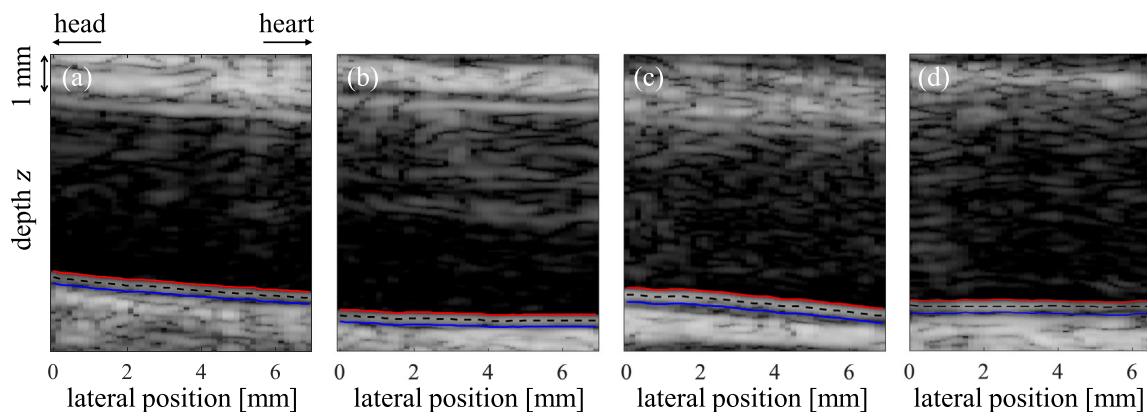 head heart
1 mm
(a) (b) (c) (d)
depth z
0 2 4 6 0 2 4 6 0 2 4 6 0 2 4 6
lateral position [mm] lateral position [mm] lateral position [mm] lateral position [mm]